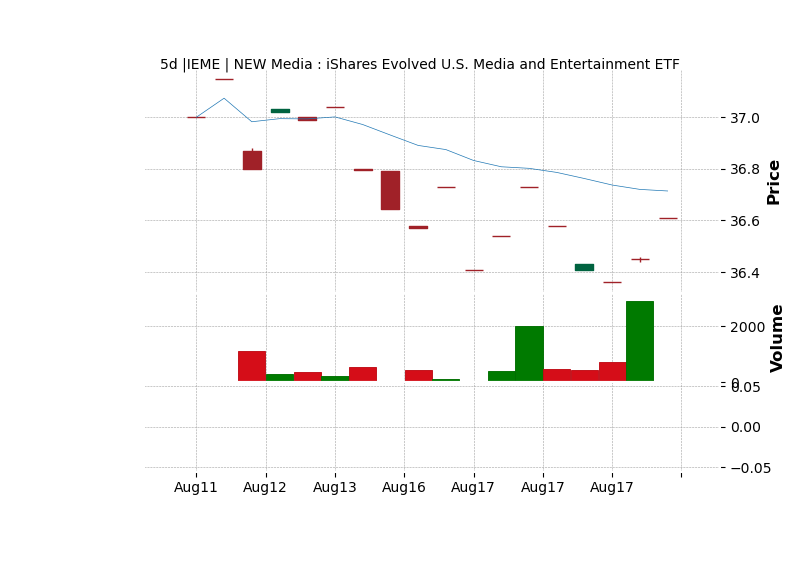 5d |IEME | NEW Media : iShares Evolved U.S. Media and Entertainment ETF
37.0
36.8
36.6
36.4
Price
2000
0
Volume
0.05
0.00
−0.05
Aug11 Aug12 Aug13 Aug16 Aug17 Aug17 Aug17